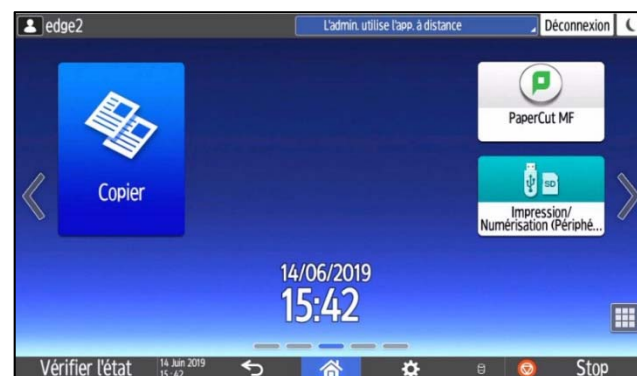 edge2
L'admin. utilise l'app. à distance
Déconnexion
Copier
PaperCut MF
SD
Impression/
Numérisation (Périphé...
14/06/2019
15:42
Vérifier l'état
14 Juin 2019
15:42
Stop